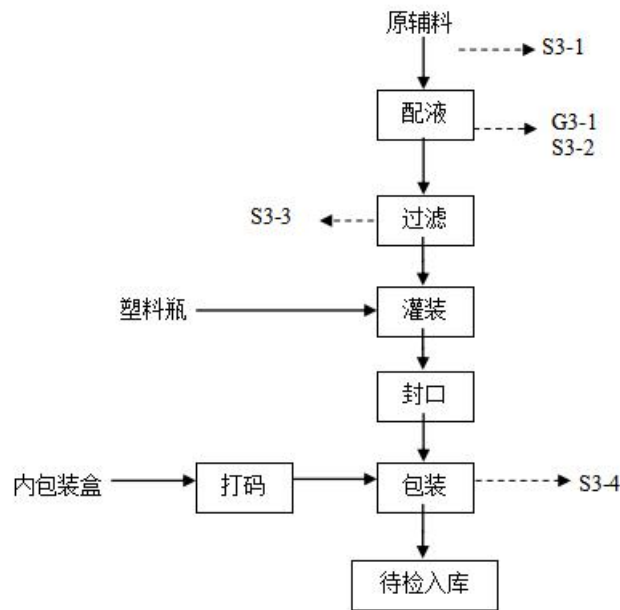 原辅料
S3-1
配液
G3-1
S3-2
S3-3
过滤
塑料瓶
灌装
封口
内包装盒
打码
包装
S3-4
待检入库